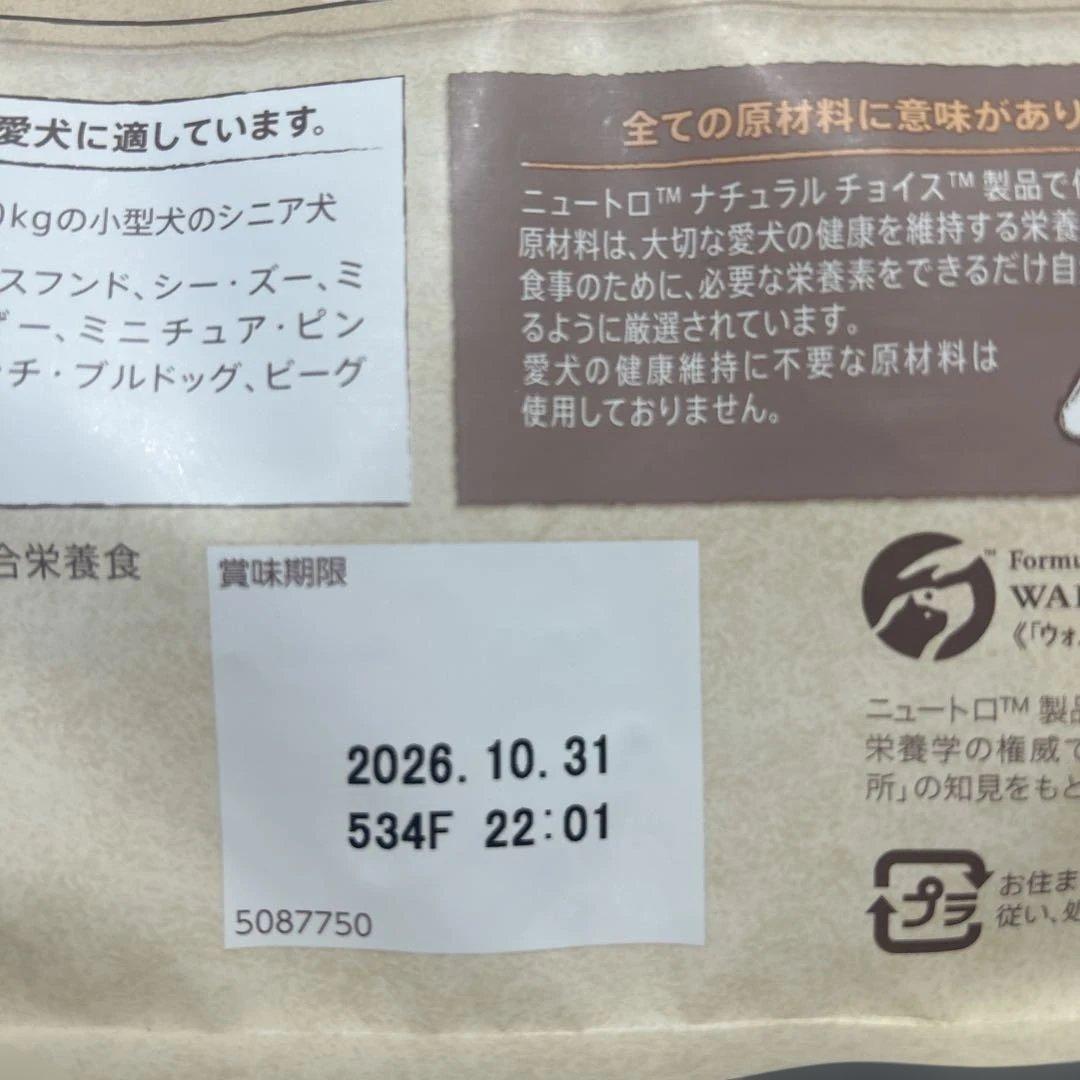 愛犬に適しています。
0kgの小型犬のシニア犬
スフンド、シー・ズー、ミ
ザー、ミニチュア・ピン
ッチ・ブルドッグ、ビーグ
全ての原材料に意味があり
ニュートロ™ ナチュラル チョイス™ 製品で
原材料は、大切な愛犬の健康を維持する栄養
食事のために、必要な栄養素をできるだけ自
るように厳選されています。
愛犬の健康維持に不要な原材料は
使用しておりません。
合栄養食
賞味期限
2026. 10. 31
534F 22:01
5087750
™
Formu
WAL
《「ウォ
ニュートロ™ 製品
栄養学の権威で
所」の知見をもと
プラ
お住ま
従い、処